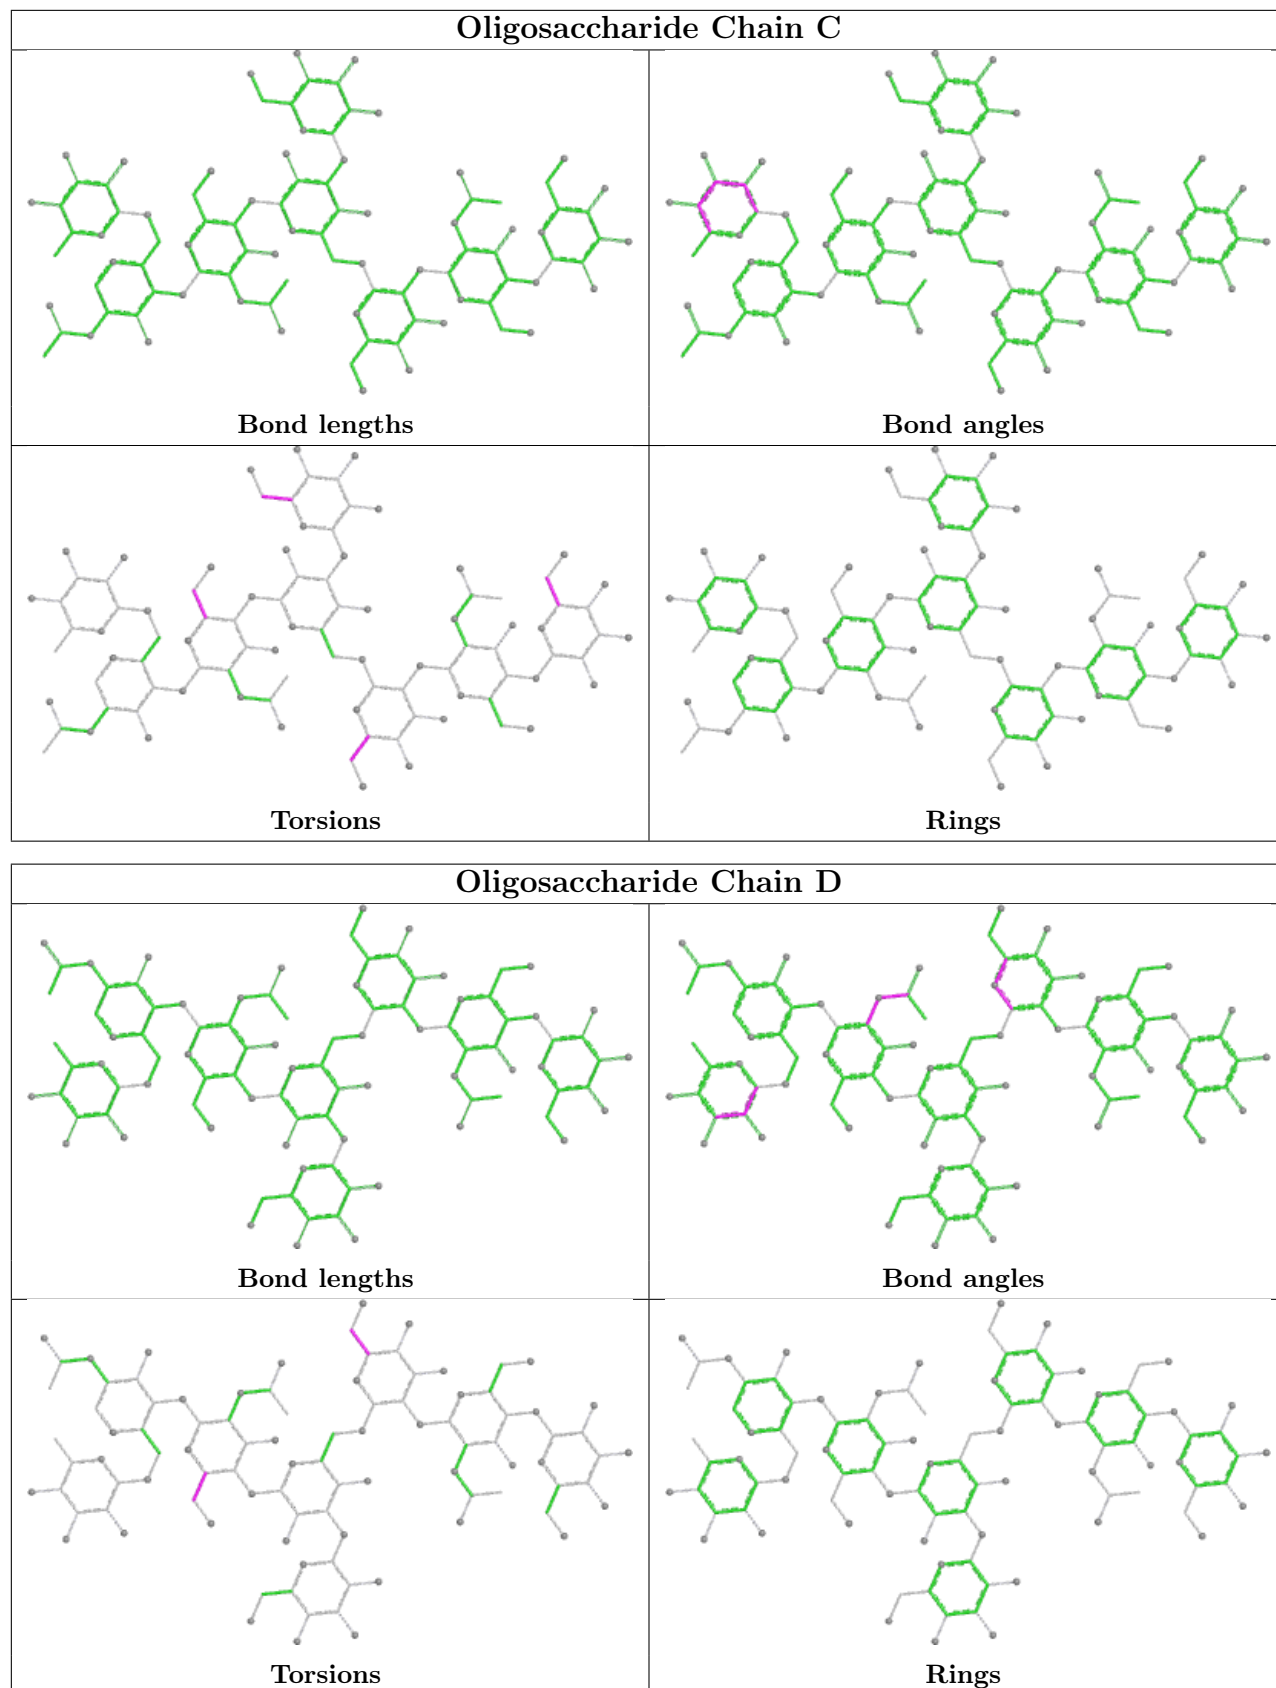 Oligosaccharide Chain C
Bond lengths
Bond angles
Torsions
Rings
Oligosaccharide Chain D
Bond lengths
Bond angles
Torsions
Rings